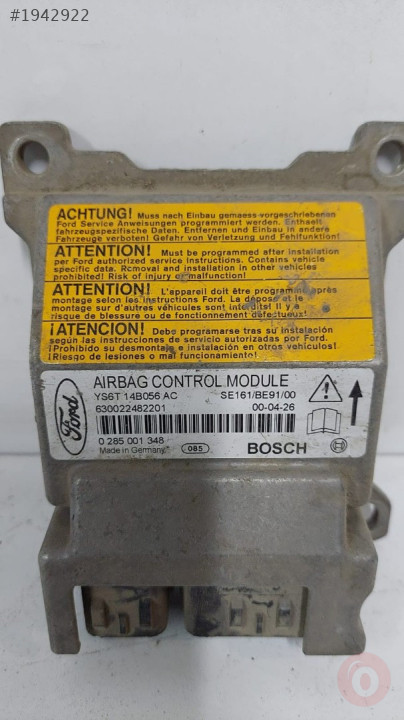 #1942922
ACHTUNG! Muss nach Einbau gemaess vorgeschriebenen
Ford Service Anweisungen programmiert werden. Enthaelt
fahrzeugspezifische Daten. Entfernen und Einbau in andere
Fahrzeuge verboten! Gefahr von Verletzung und Fehlfunktion!
ATTENTION! Must be programmed after installation
per Ford authorized service instructions. Contains vehicle
specific data. Removal and installation in other vehicles
prohibited! Risk of injury or malfunction!
ATTENTION! L'appareil doit être programmé après
montage selon les instructions Ford. La dépose et le
montage sur d'autres véhicules sont interdits! Il y a
risque de blessure ou de fonctionnement défectueux!
¡ATENCION! Debe programarse tras su instalación
según las instrucciones de servicio autorizadas por Ford.
¡Prohibido su desmontaje e instalación en otros vehiculos!
¡Riesgo de lesiones o mal funcionamiento!
Ford
AIRBAG CONTROL MODULE
YS6T 14B056 AC SE161/BE91/00
630022482201 00-04-26
0 285 001 348
Made in Germany 085 BOSCH